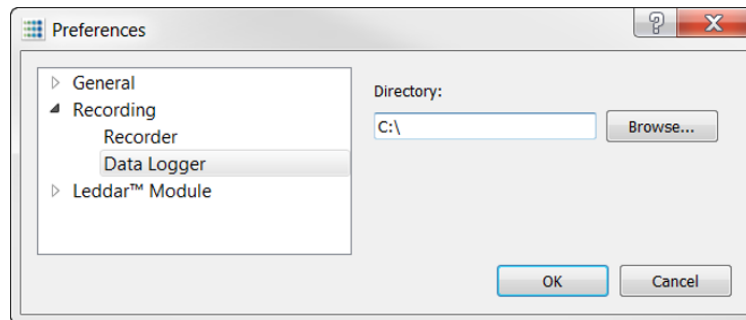 Preferences
General
Recording
Recorder
Data Logger
Leddar™ Module
Directory:
C:\
Browse...
OK
Cancel